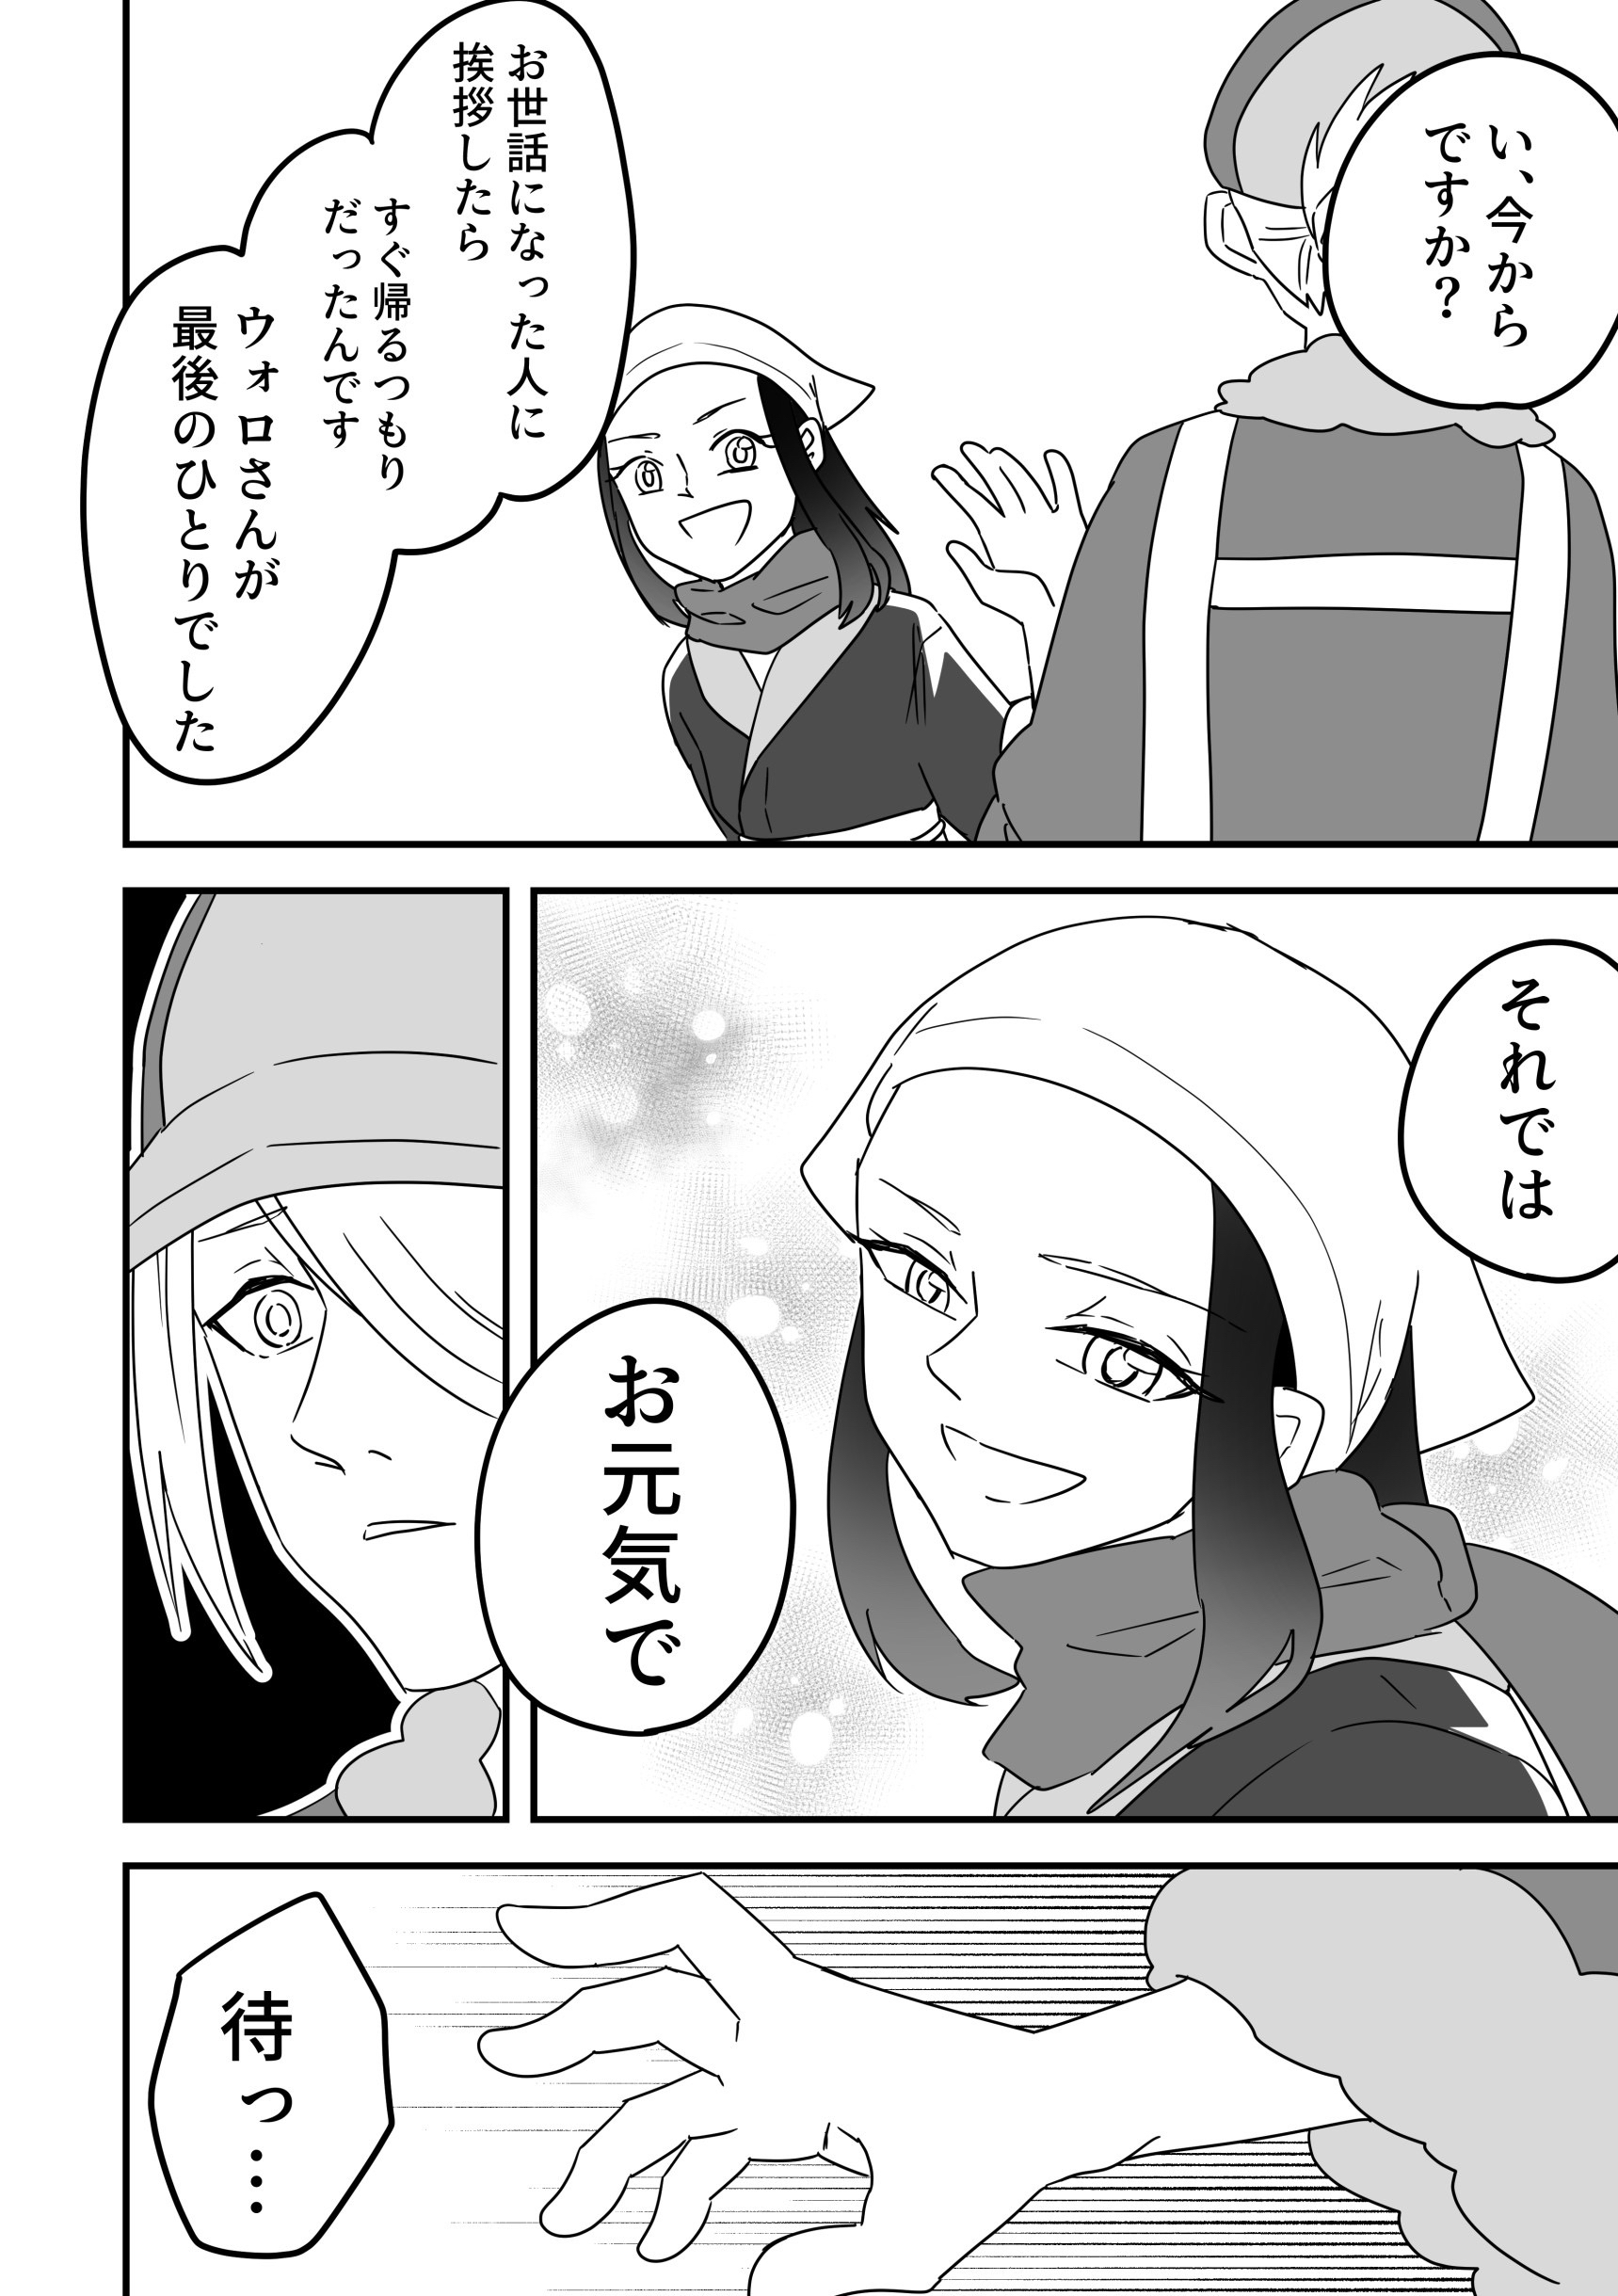 い、今から
ですか?
お世話になった人に
挨拶したら
すぐ帰るつもり
だったんです
ウォロさんが
最後のひとりでした
それでは
お元気で
待っ…